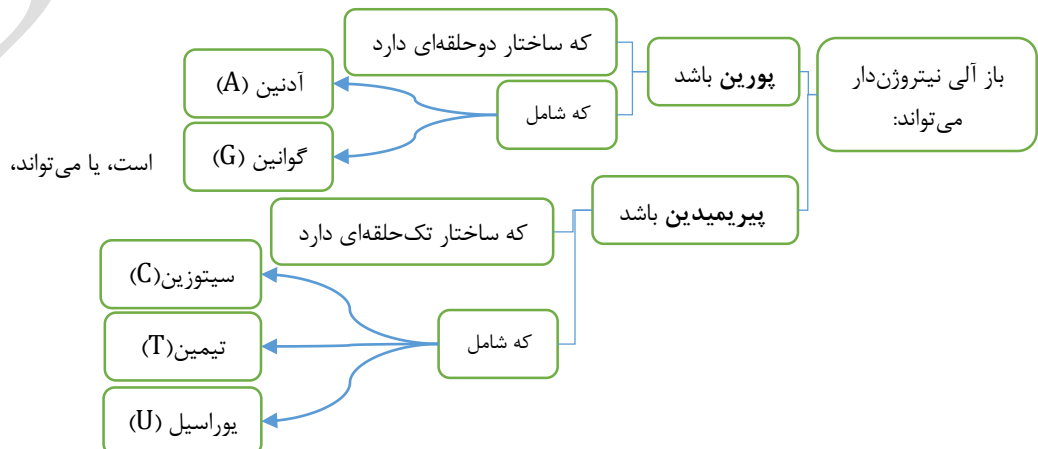 باز آلی نیتروژن‌دار
می‌تواند:
پورین باشد
که ساختار دوحلقه‌ای دارد
که شامل
آدنین (A)
گوانین (G)
است، یا می‌تواند،
پیریمیدین باشد
که ساختار تک‌حلقه‌ای دارد
که شامل
سیتوزین(C)
تیمین(T)
یوراسیل (U)